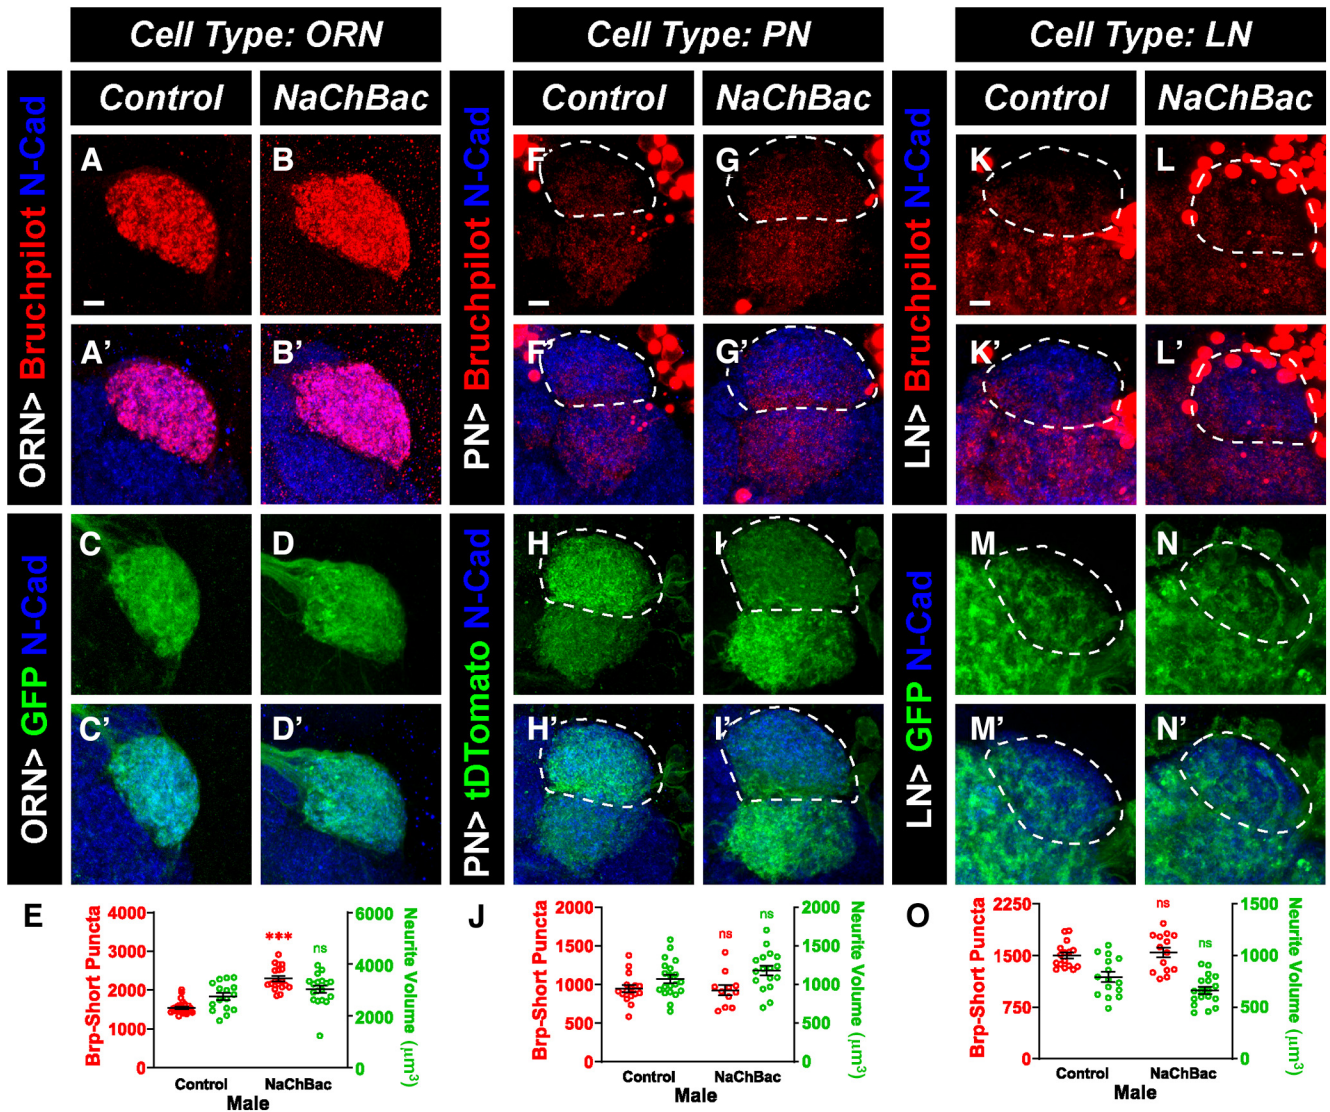 Cell Type: ORN
Cell Type: PN
Cell Type: LN
Control
NaChBac
Control
NaChBac
Control
NaChBac
ORN> Bruchpilot N-Cad
PN> Bruchpilot N-Cad
LN> Bruchpilot N-Cad
A
B
F
G
K
L
A’
B’
F’
G’
K’
L’
ORN> GFP N-Cad
PN> tDTomato N-Cad
LN> GFP N-Cad
C
D
H
I
M
N
C’
D’
H’
I’
M’
N’
E
Brp-Short Puncta
4000
3000
2000
1000
0
***
ns
6000
4000
2000
0
Neurite Volume (μm³)
Control
NaChBac
Male
J
Brp-Short Puncta
2000
1500
1000
500
0
ns
ns
2000
1500
1000
500
0
Neurite Volume (μm³)
Control
NaChBac
Male
O
Brp-Short Puncta
2250
1500
750
0
ns
ns
1500
1000
500
0
Neurite Volume (μm³)
Control
NaChBac
Male